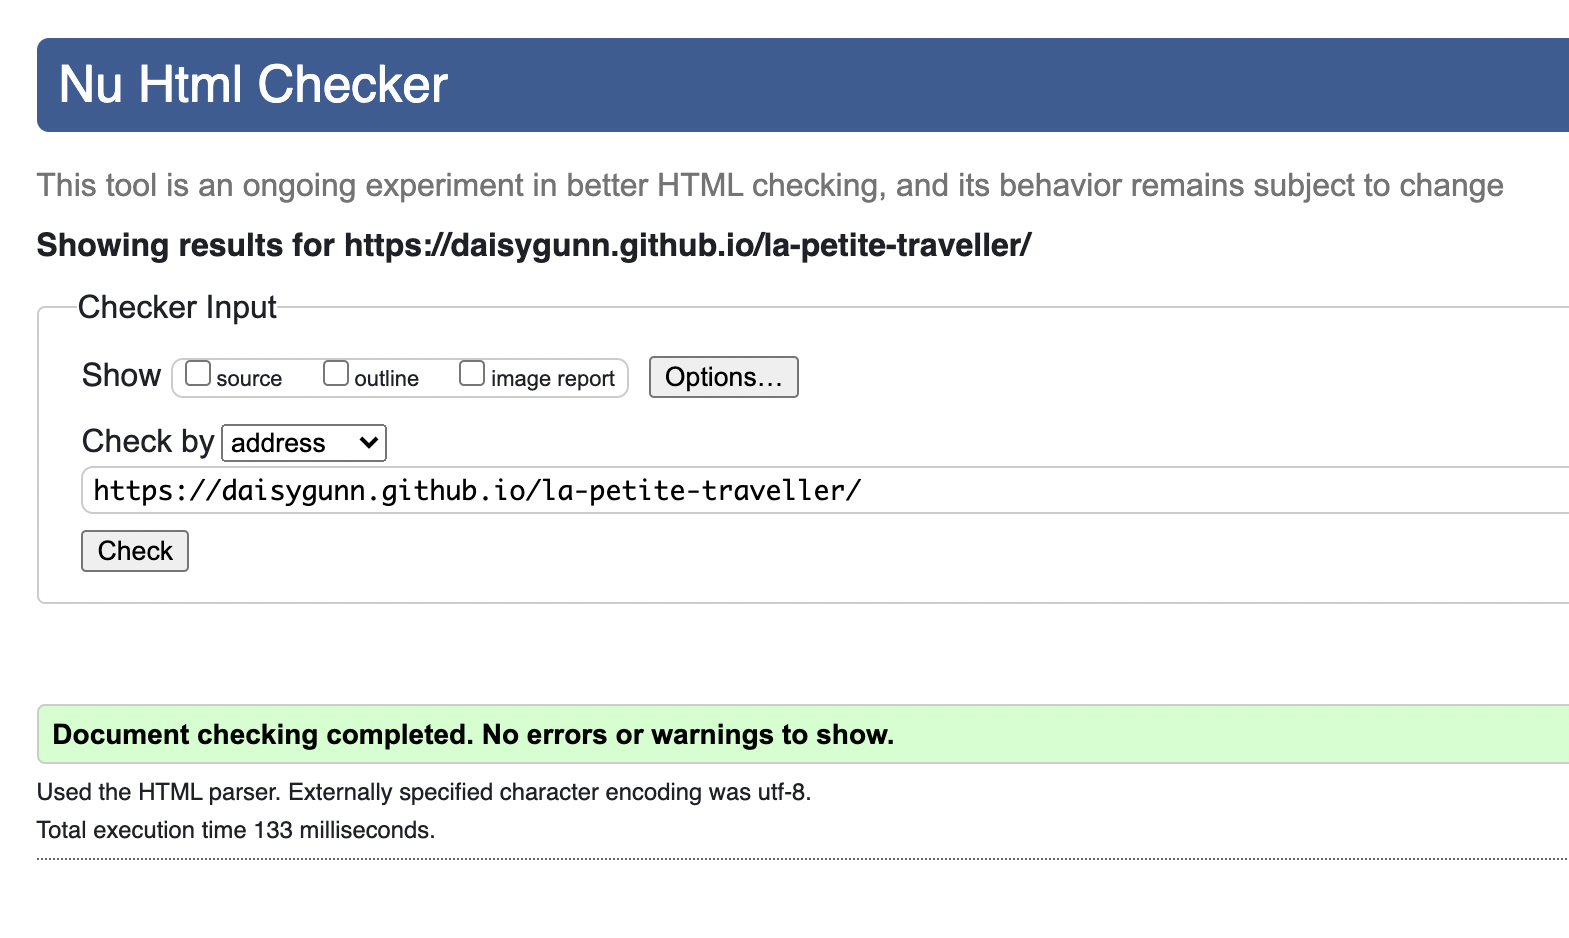 Nu Html Checker
This tool is an ongoing experiment in better HTML checking, and its behavior remains subject to change
Showing results for https://daisygunn.github.io/la-petite-traveller/
Checker Input
Show source outline image report Options...
Check by address
https://daisygunn.github.io/la-petite-traveller/
Check
Document checking completed. No errors or warnings to show.
Used the HTML parser. Externally specified character encoding was utf-8.
Total execution time 133 milliseconds.